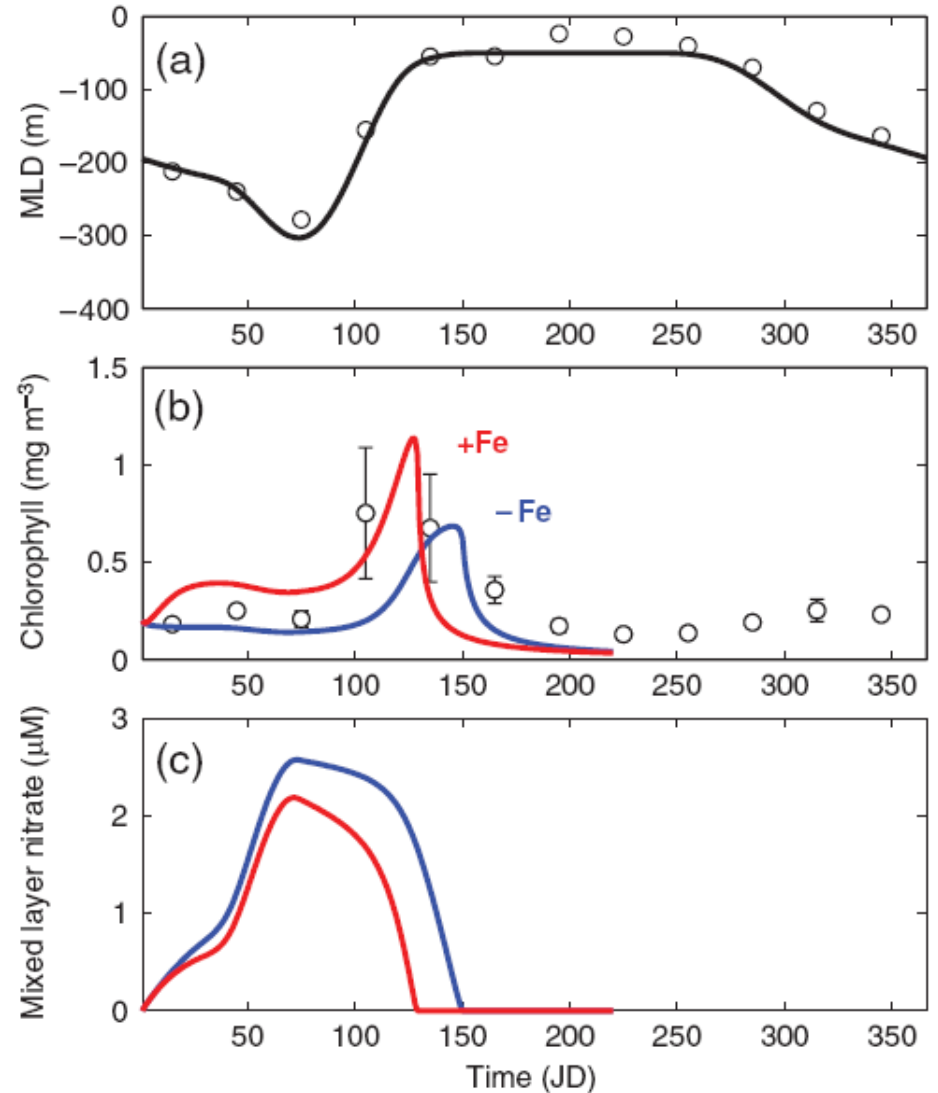 (a)
MLD (m)
0
−100
−200
−300
−400
50 100 150 200 250 300 350
(b)
Chlorophyll (mg m⁻³)
1.5
1
0.5
0
+Fe
−Fe
50 100 150 200 250 300 350
(c)
Mixed layer nitrate (μM)
3
2
1
0
50 100 150 200 250 300 350
Time (JD)